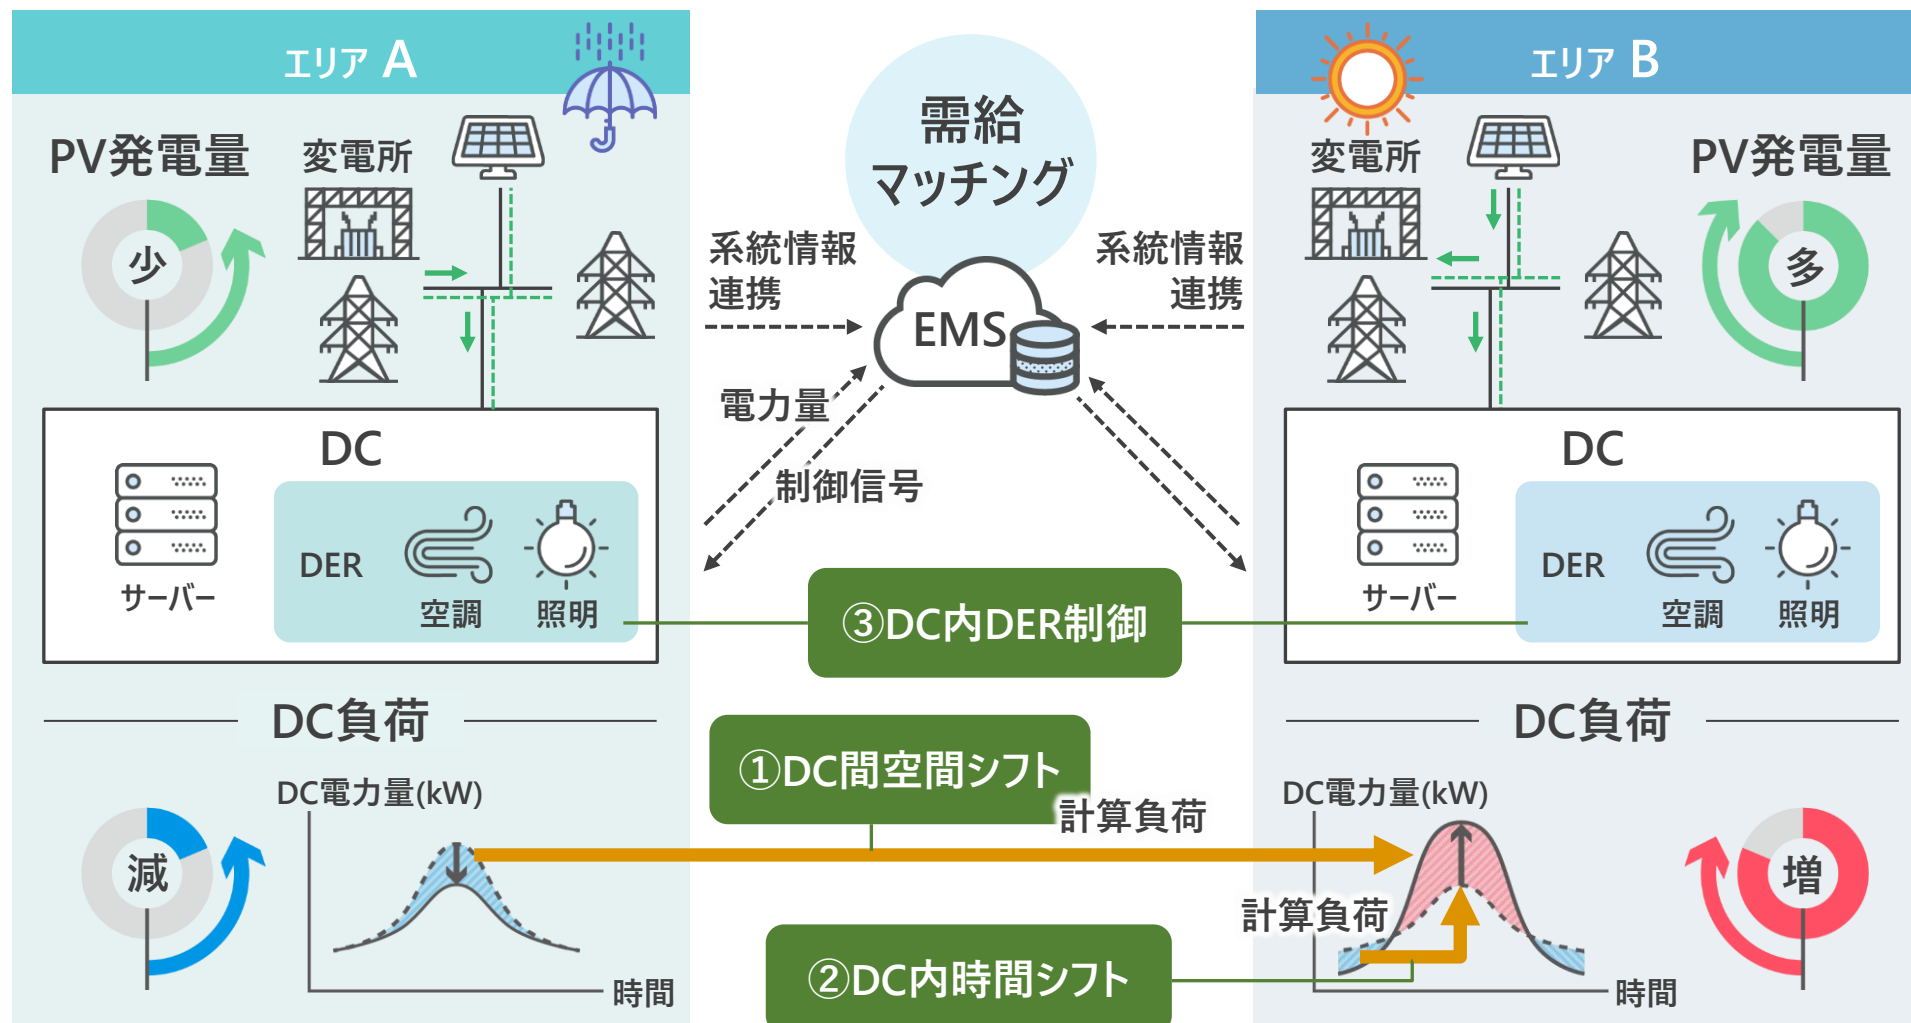 エリア A
PV発電量
少
変電所
DC
サーバー
DER
空調
照明
DC負荷
減
DC電力量(kW)
時間
需給
マッチング
系統情報
連携
系統情報
連携
EMS
電力量
制御信号
③DC内DER制御
①DC間空間シフト
計算負荷
計算負荷
②DC内時間シフト
エリア B
変電所
PV発電量
多
DC
サーバー
DER
空調
照明
DC負荷
DC電力量(kW)
時間
増